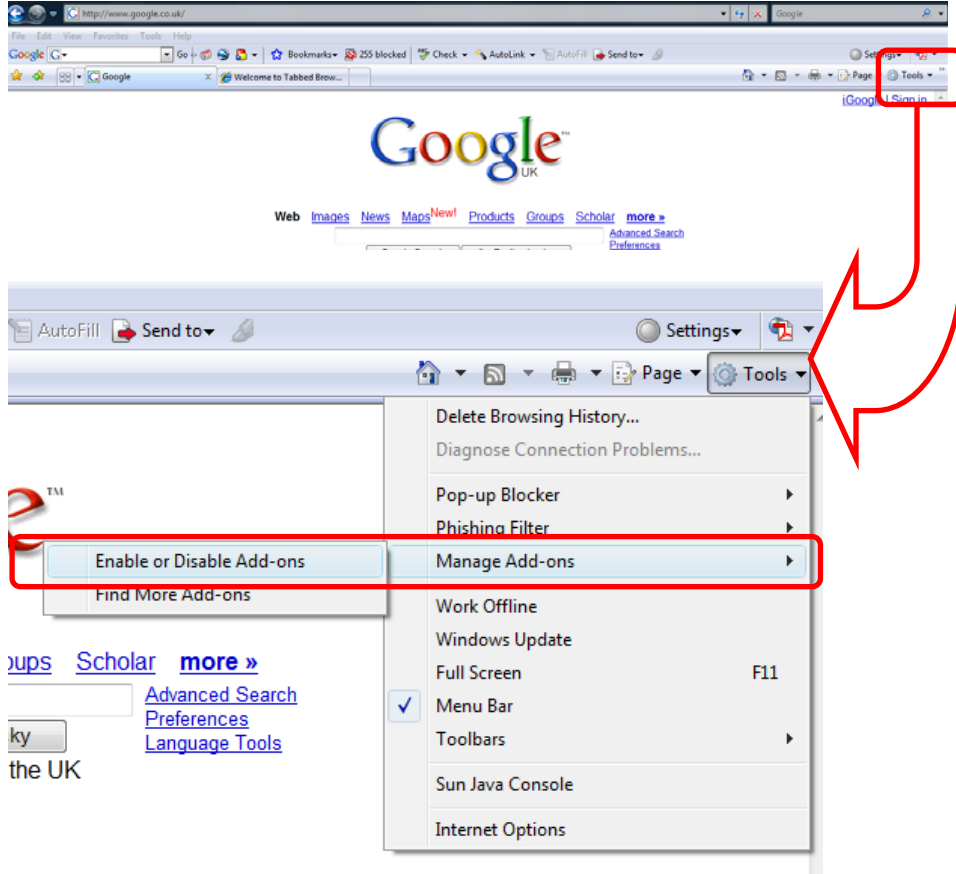 http://www.google.co.uk/
Google
File Edit View Favorites Tools Help
Google G Go Bookmarks 255 blocked Check AutoLink AutoFill Send to Settings
Google x Welcome to Tabbed Brow... Page Tools
iGoogle | Sign in
Google™
UK
Web Images News Maps New! Products Groups Scholar more »
Advanced Search
Preferences
AutoFill Send to Settings
Page Tools
Delete Browsing History...
Diagnose Connection Problems...
TM
Pop-up Blocker
Phishing Filter
Enable or Disable Add-ons Manage Add-ons
Find More Add-ons
Work Offline
Windows Update
oups Scholar more »
Full Screen F11
Advanced Search
Menu Bar
Preferences
ky Language Tools
Toolbars
the UK
Sun Java Console
Internet Options